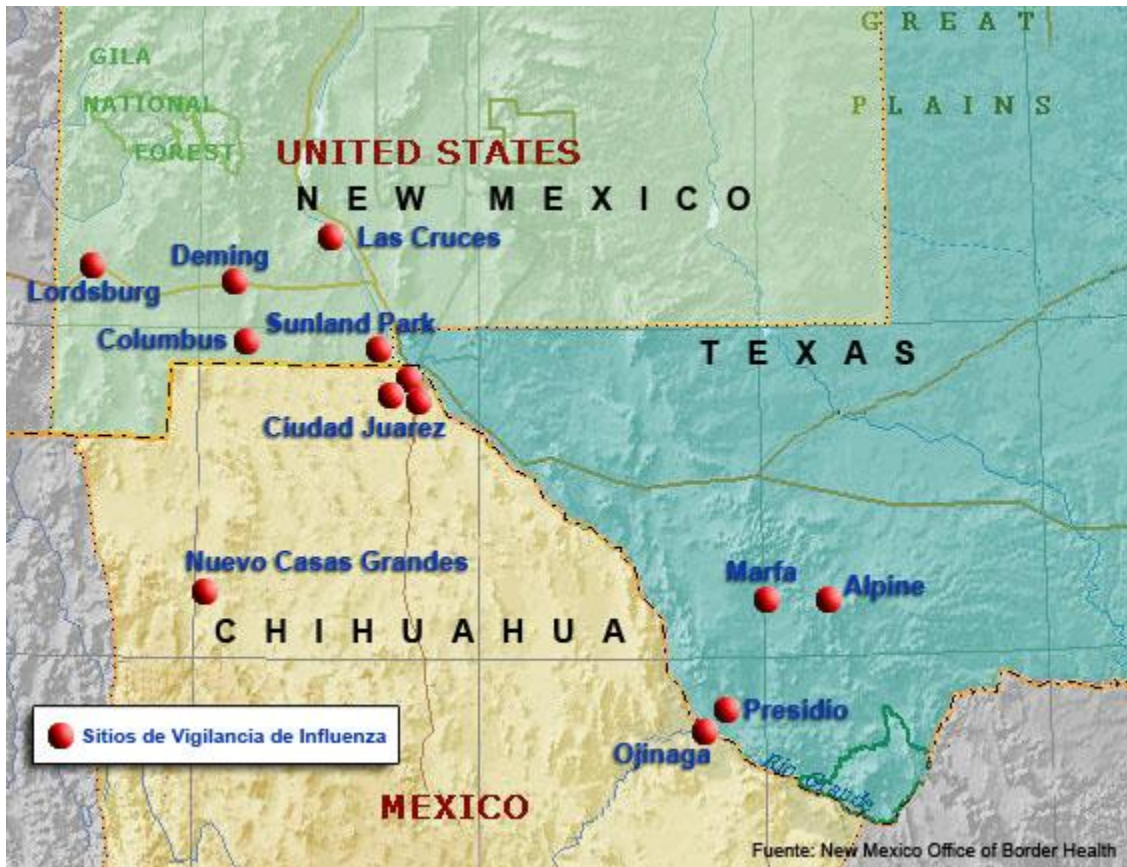 GREAT
PLAINS
GILA
NATIONAL
FOREST
UNITED STATES
NEW MEXICO
Las Cruces
Deming
Lordsburg
Sunland Park
Columbus
TEXAS
Ciudad Juarez
Nuevo Casas Grandes
Marfa
Alpine
CHIHUAHUA
Presidio
Sitios de Vigilancia de Influenza
Ojinaga
Rio Grande
MEXICO
Fuente: New Mexico Office of Border Health